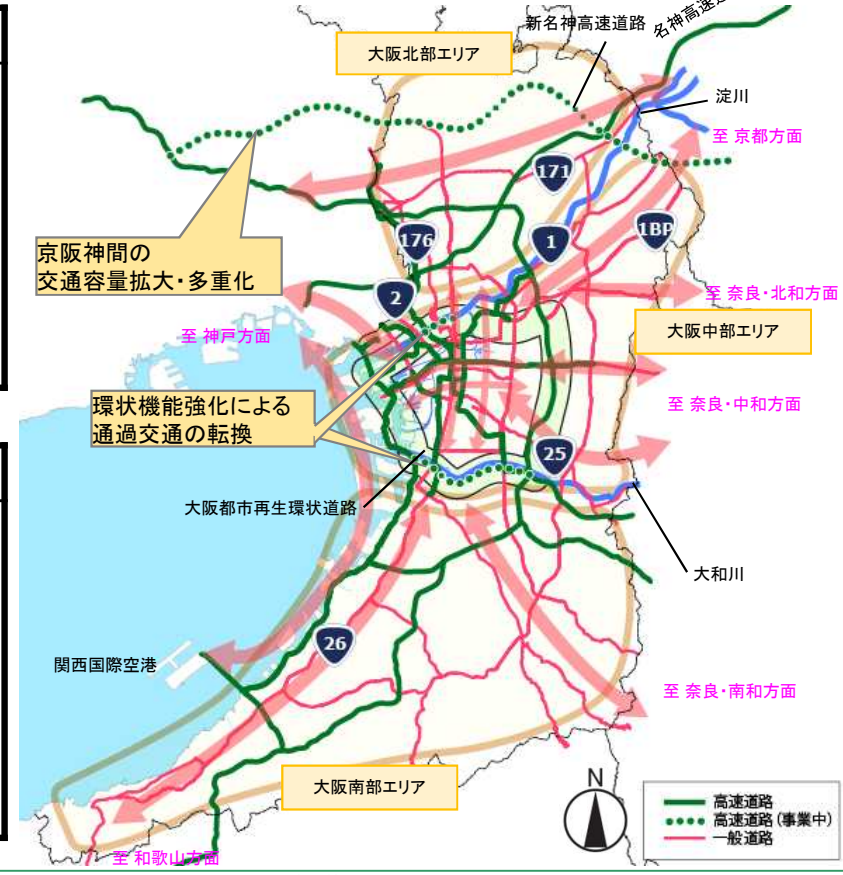 新名神高速道路
名神高速道
大阪北部エリア
淀川
至 京都方面
171
176
1
1BP
京阪神間の
交通容量拡大・多重化
2
至 奈良・北和方面
大阪中部エリア
至 神戸方面
環状機能強化による
通過交通の転換
至 奈良・中和方面
25
大阪都市再生環状道路
大和川
26
関西国際空港
至 奈良・南和方面
大阪南部エリア
N
高速道路
高速道路(事業中)
一般道路
至 和歌山方面